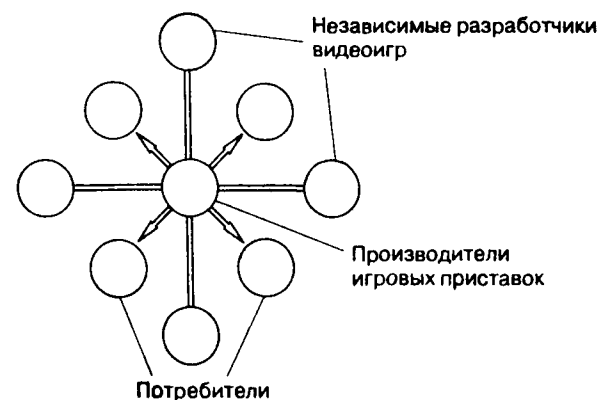 Независимые разработчики
видеоигр
Производители
игровых приставок
Потребители